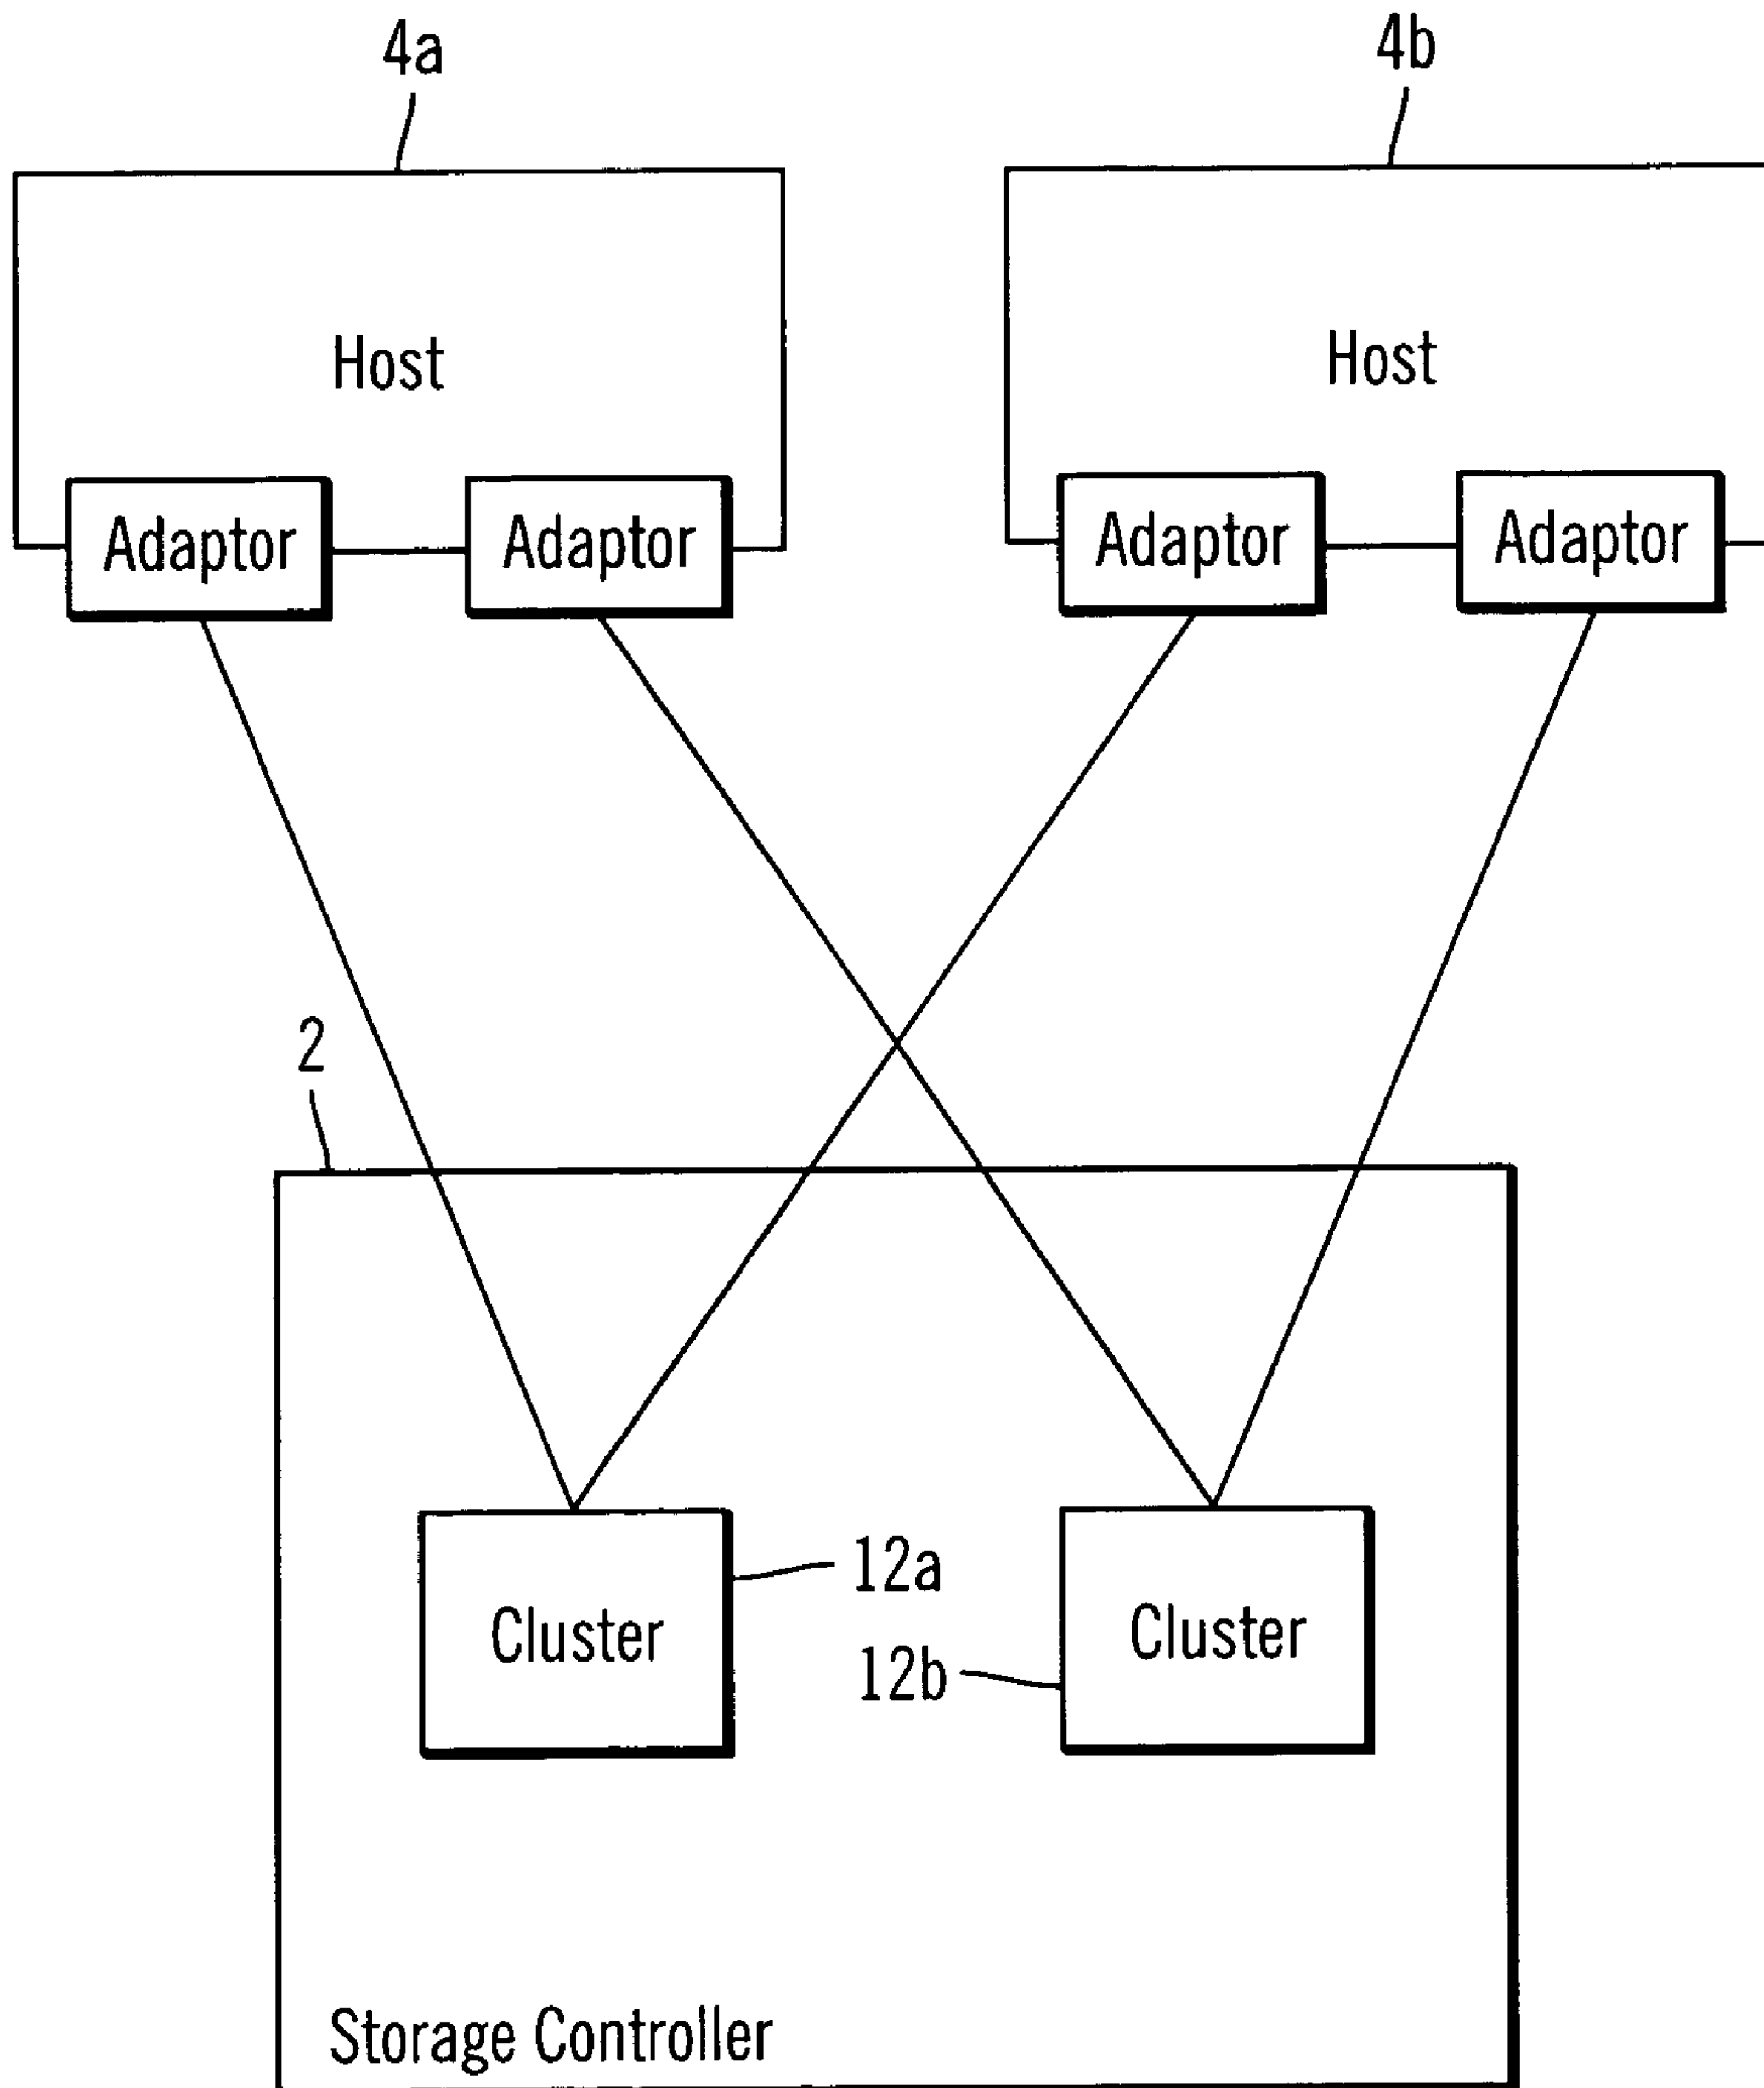 4a
4b
Host
Host
Adaptor
Adaptor
Adaptor
Adaptor
2
12a
Cluster
Cluster
12b
Storage Controller